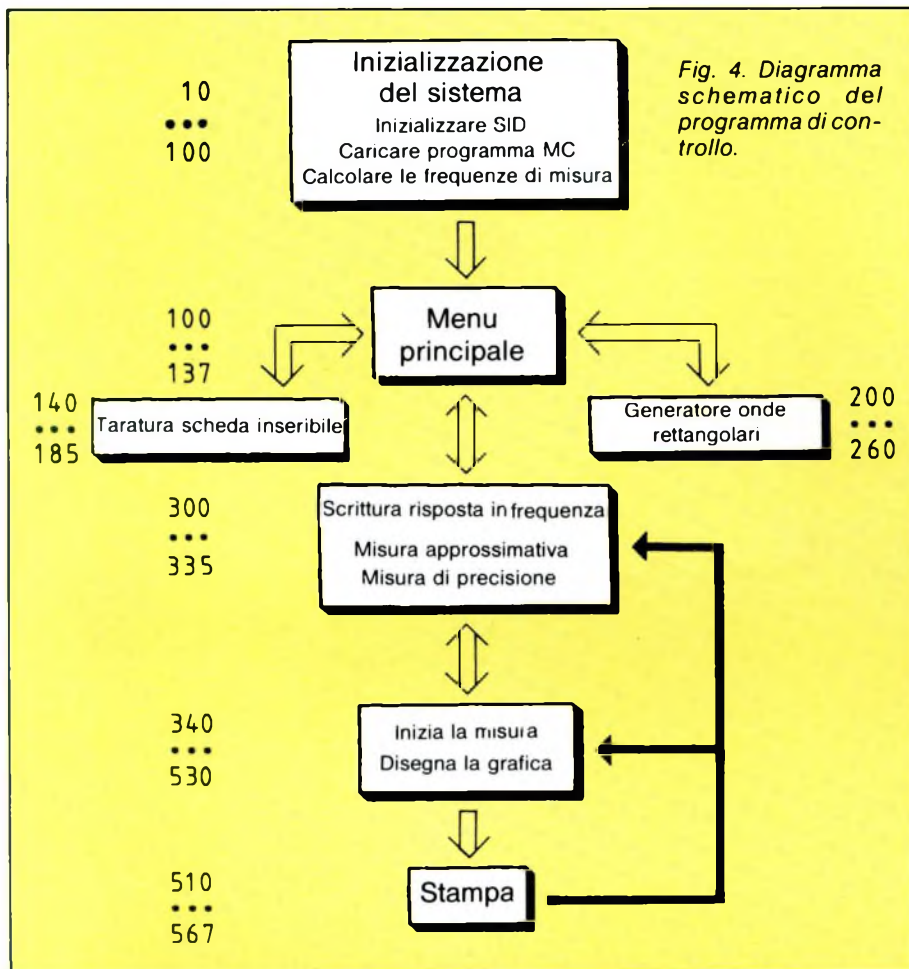 Inizializzazione
del sistema
Inizializzare SID
Caricare programma MC
Calcolare le frequenze di misura
10
•••
100
Fig. 4. Diagramma
schematico del
programma di con-
trollo.
Menu
principale
100
•••
137
Taratura scheda inseribile
140
•••
185
Generatore onde
rettangolari
200
•••
260
Scrittura risposta in frequenza
Misura approssimativa
Misura di precisione
300
•••
335
Inizia la misura
Disegna la grafica
340
•••
530
Stampa
510
•••
567